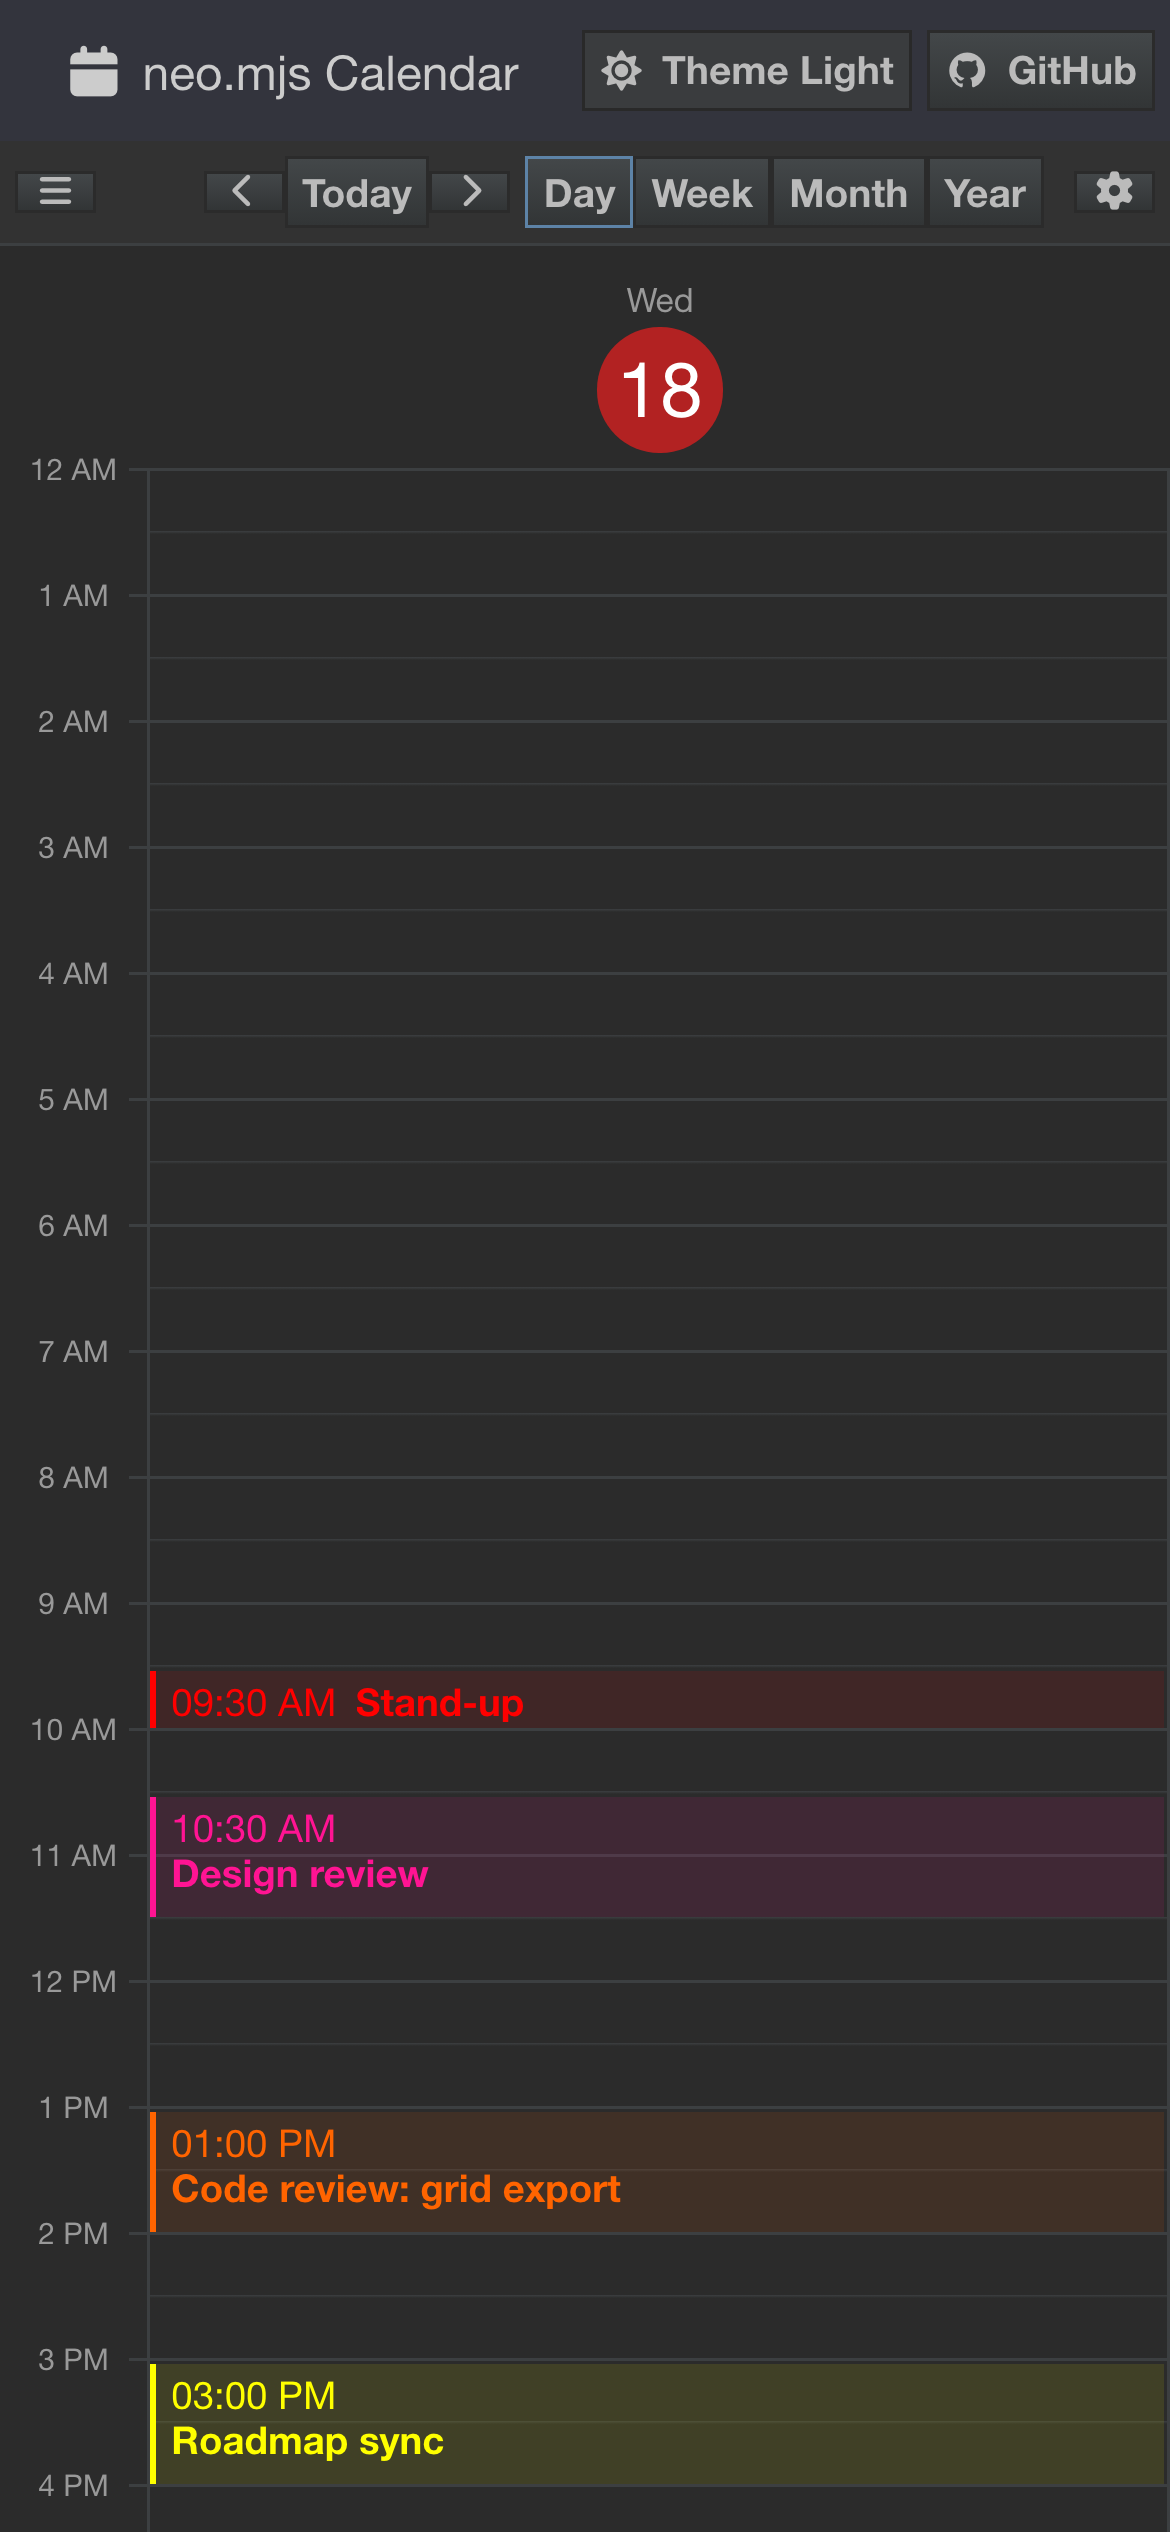 neo.mjs Calendar
Theme Light
GitHub
Today
Day
Week
Month
Year
Wed
18
12 AM
1 AM
2 AM
3 AM
4 AM
5 AM
6 AM
7 AM
8 AM
9 AM
09:30 AM Stand-up
10 AM
10:30 AM
11 AM
Design review
12 PM
1 PM
01:00 PM
Code review: grid export
2 PM
3 PM
03:00 PM
Roadmap sync
4 PM